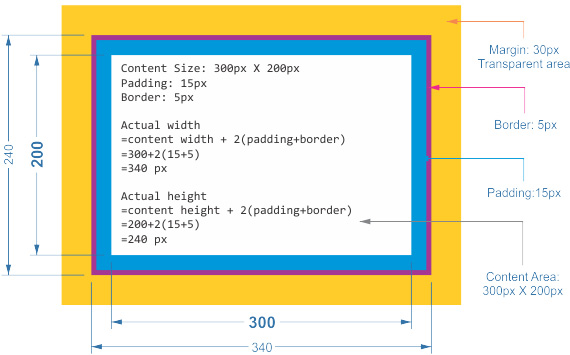 Content Size: 300px X 200px
Padding: 15px
Border: 5px
Actual width
=content width + 2(padding+border)
=300+2(15+5)
=340 px
Actual height
=content height + 2(padding+border)
=200+2(15+5)
=240 px
240
200
300
340
Margin: 30px
Transparent area
Border: 5px
Padding:15px
Content Area:
300px X 200px